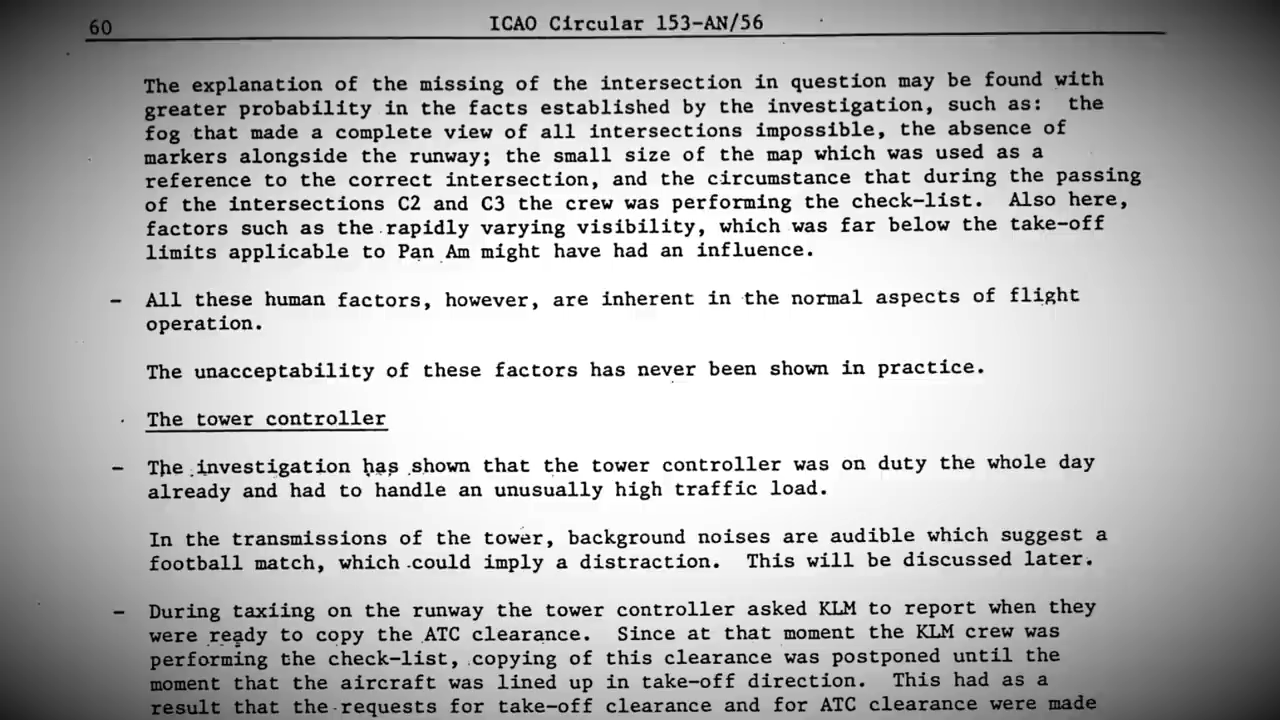 60
ICAO Circular 153-AN/56
The explanation of the missing of the intersection in question may be found with
greater probability in the facts established by the investigation, such as: the
fog that made a complete view of all intersections impossible, the absence of
markers alongside the runway; the small size of the map which was used as a
reference to the correct intersection, and the circumstance that during the passing
of the intersections C2 and C3 the crew was performing the check-list. Also here,
factors such as the rapidly varying visibility, which was far below the take-off
limits applicable to Pan Am might have had an influence.
- All these human factors, however, are inherent in the normal aspects of flight
operation.
The unacceptability of these factors has never been shown in practice.
The tower controller
- The investigation has shown that the tower controller was on duty the whole day
already and had to handle an unusually high traffic load.
In the transmissions of the tower, background noises are audible which suggest a
football match, which could imply a distraction. This will be discussed later.
- During taxiing on the runway the tower controller asked KLM to report when they
were ready to copy the ATC clearance. Since at that moment the KLM crew was
performing the check-list, copying of this clearance was postponed until the
moment that the aircraft was lined up in take-off direction. This had as a
result that the requests for take-off clearance and for ATC clearance were made